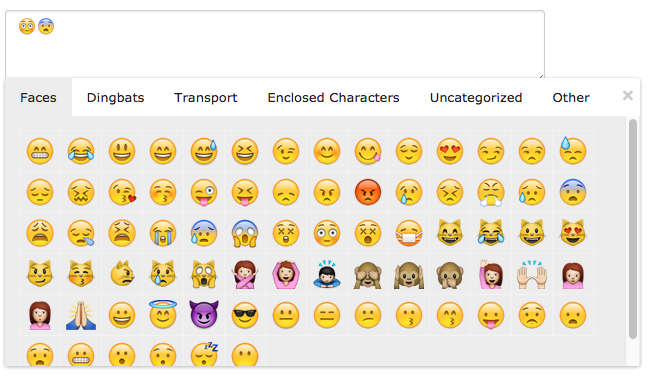 😳😨
Faces Dingbats Transport Enclosed Characters Uncategorized Other ×